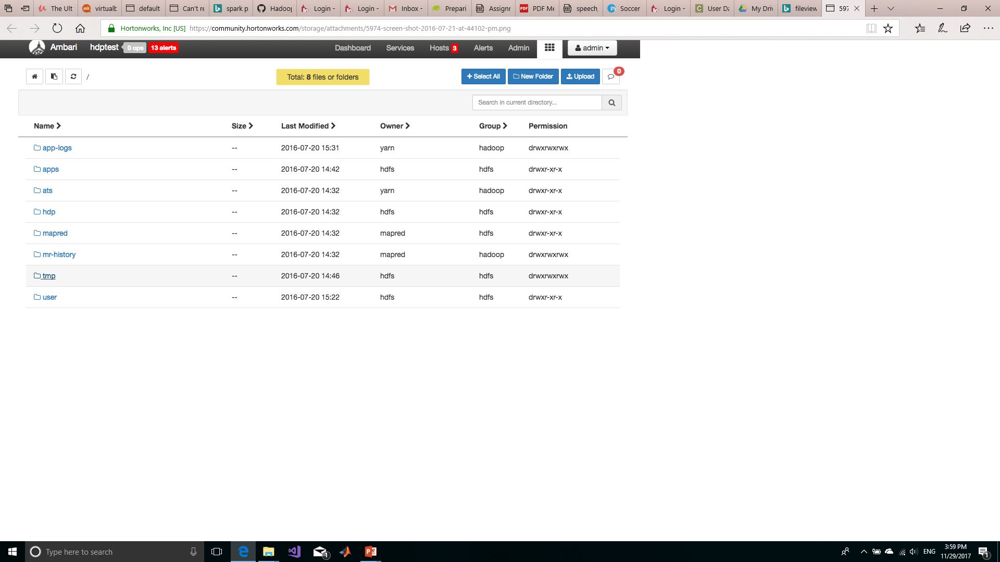 The Ult virtualb default Can't re spark p Hadoop Login - Login - Inbox - Prepari Assignr PDF Me speech_ Soccer Login - User Da My Driv fileview 597
Hortonworks, Inc [US] https://community.hortonworks.com/storage/attachments/5974-screen-shot-2016-07-21-at-44102-pm.png
Ambari hdptest 0 ops 13 alerts Dashboard Services Hosts 3 Alerts Admin admin
/ Total: 8 files or folders Select All New Folder Upload 0
Search in current directory...
Name Size Last Modified Owner Group Permission
app-logs -- 2016-07-20 15:31 yarn hadoop drwxrwxrwx
apps -- 2016-07-20 14:42 hdfs hdfs drwxr-xr-x
ats -- 2016-07-20 14:32 yarn hadoop drwxr-xr-x
hdp -- 2016-07-20 14:32 hdfs hdfs drwxr-xr-x
mapred -- 2016-07-20 14:32 mapred hdfs drwxr-xr-x
mr-history -- 2016-07-20 14:32 mapred hadoop drwxrwxrwx
tmp -- 2016-07-20 14:46 hdfs hdfs drwxrwxrwx
user -- 2016-07-20 15:22 hdfs hdfs drwxr-xr-x
Type here to search 1 ENG 3:59 PM
11/29/2017 1